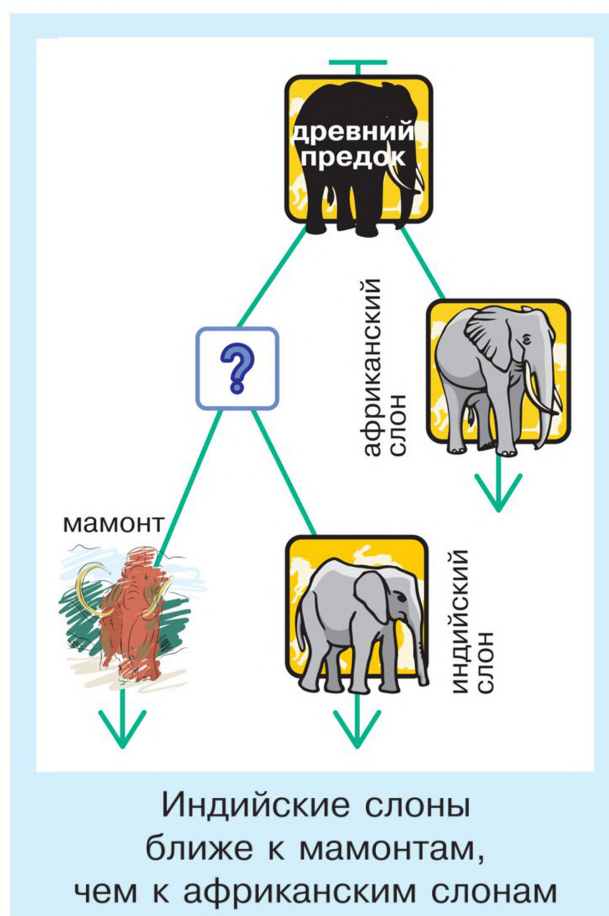 древний
предок
африканский
слон
?
мамонт
индийский
слон
Индийские слоны
ближе к мамонтам,
чем к африканским слонам